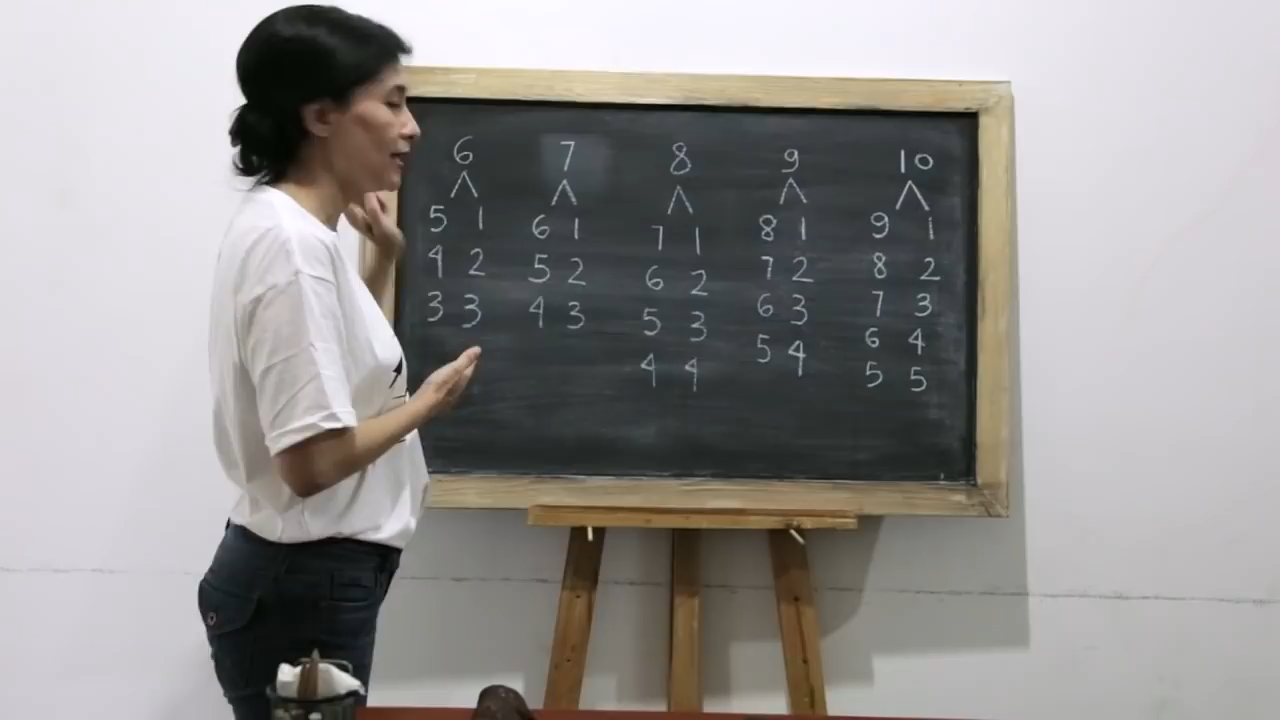 6 7 8 9 10
5 1 6 1 7 1 8 1 9 1
4 2 5 2 6 2 7 2 8 2
3 3 4 3 5 3 6 3 7 3
4 4 5 4 6 4
5 5